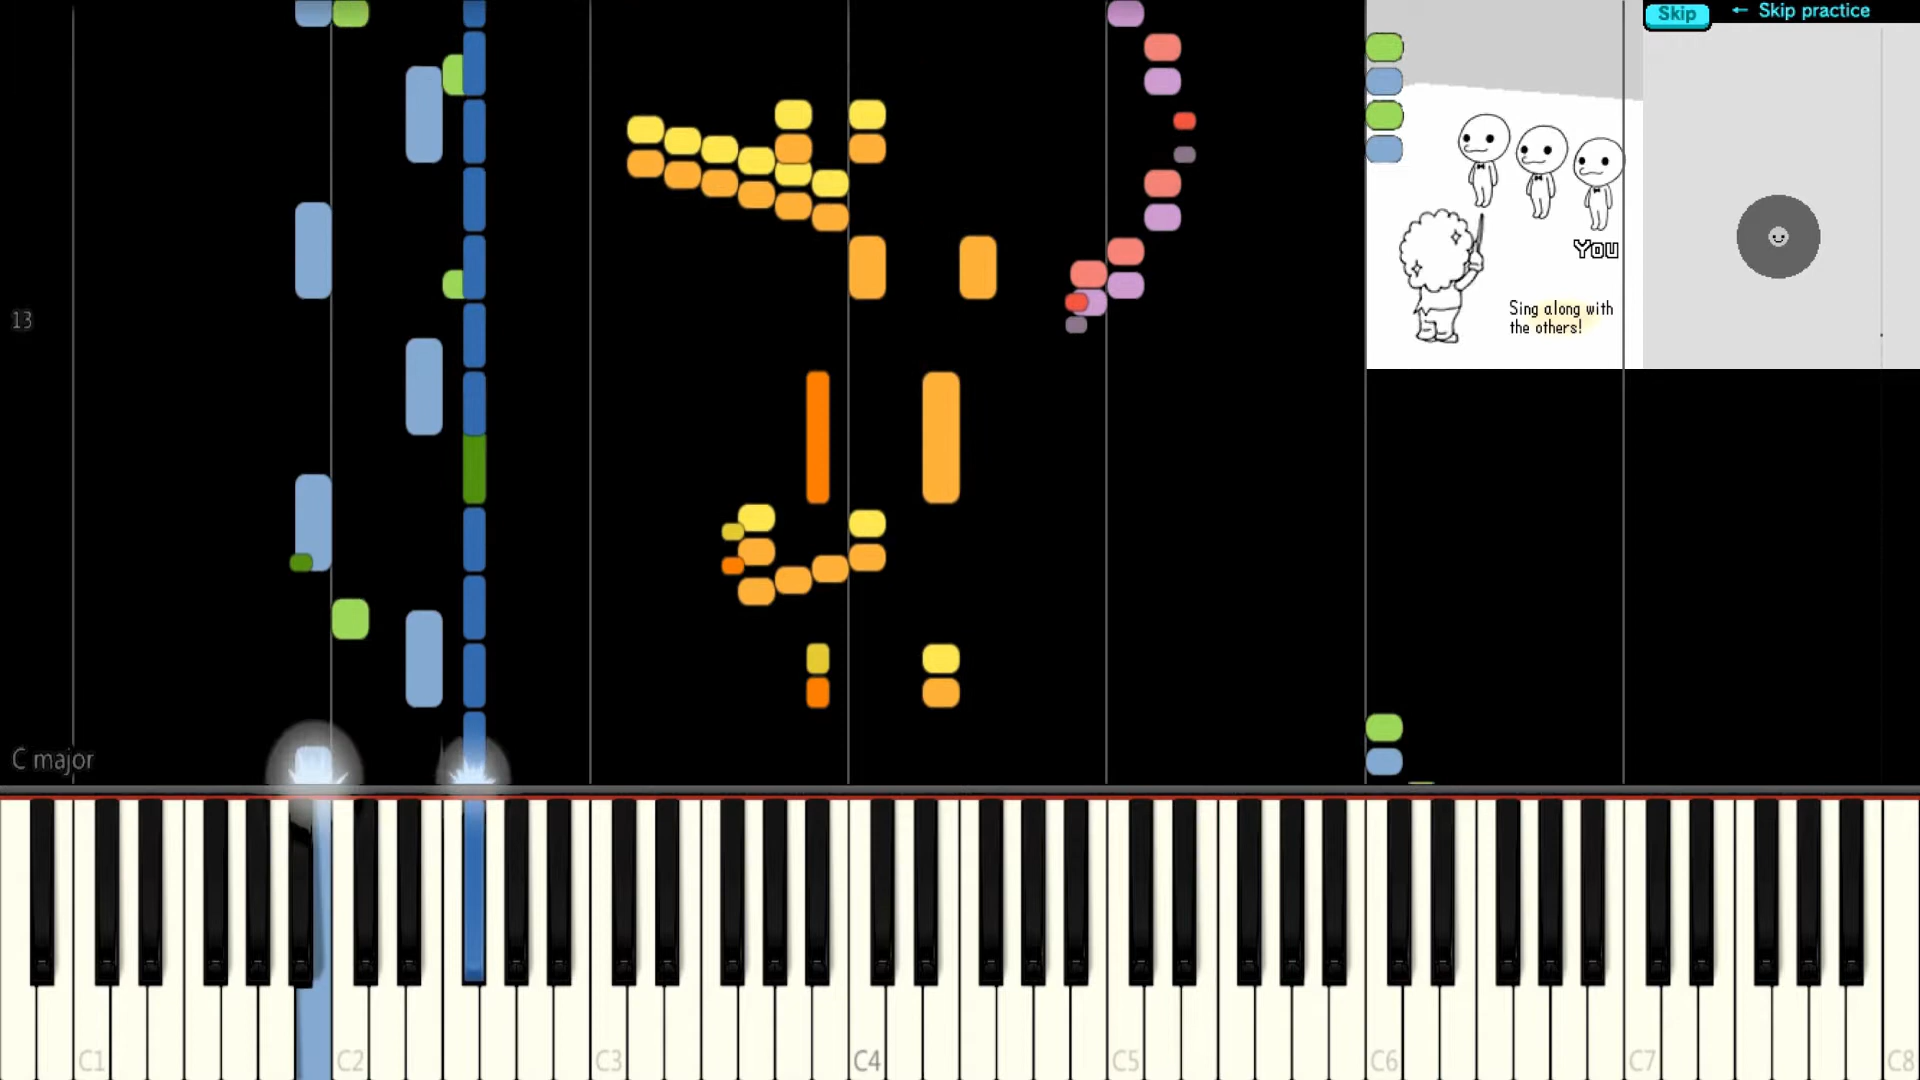 Skip ← Skip practice
You
Sing along with
the others!
13
C major
C1 C2 C3 C4 C5 C6 C7 C8